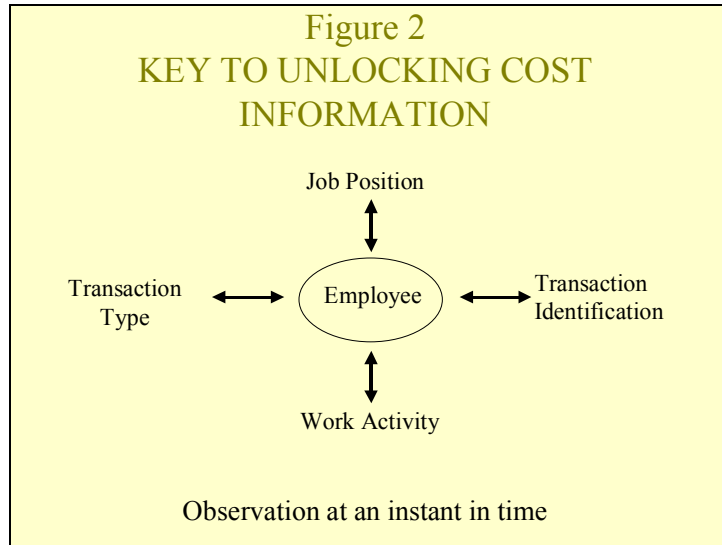 Figure 2
KEY TO UNLOCKING COST
INFORMATION
Job Position
Transaction
Type
Employee
Transaction
Identification
Work Activity
Observation at an instant in time